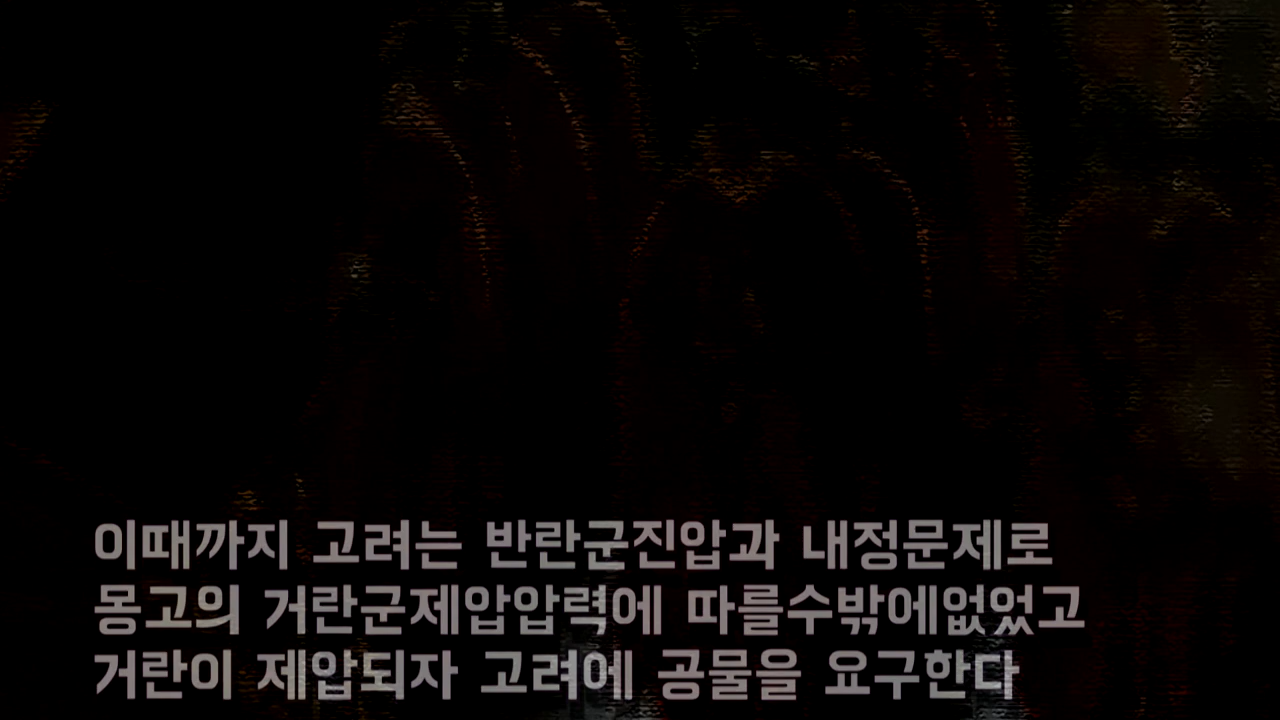 이때까지 고려는 반란군진압과 내정문제로
몽고의 거란군제압압력에 따를수밖에없었고
거란이 제압되자 고려에 공물을 요구한다